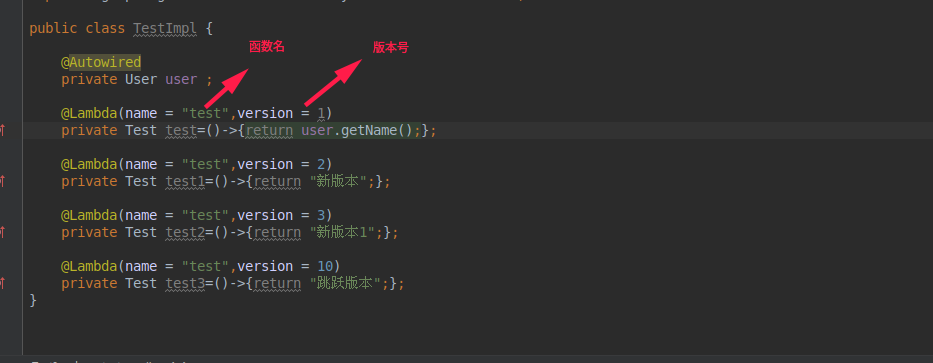 public class TestImpl {
函数名
版本号
@Autowired
private User user ;
@Lambda(name = "test",version = 1)
private Test test=()->{return user.getName();};
@Lambda(name = "test",version = 2)
private Test test1=()->{return "新版本";};
@Lambda(name = "test",version = 3)
private Test test2=()->{return "新版本1";};
@Lambda(name = "test",version = 10)
private Test test3=()->{return "跳跃版本";};
}